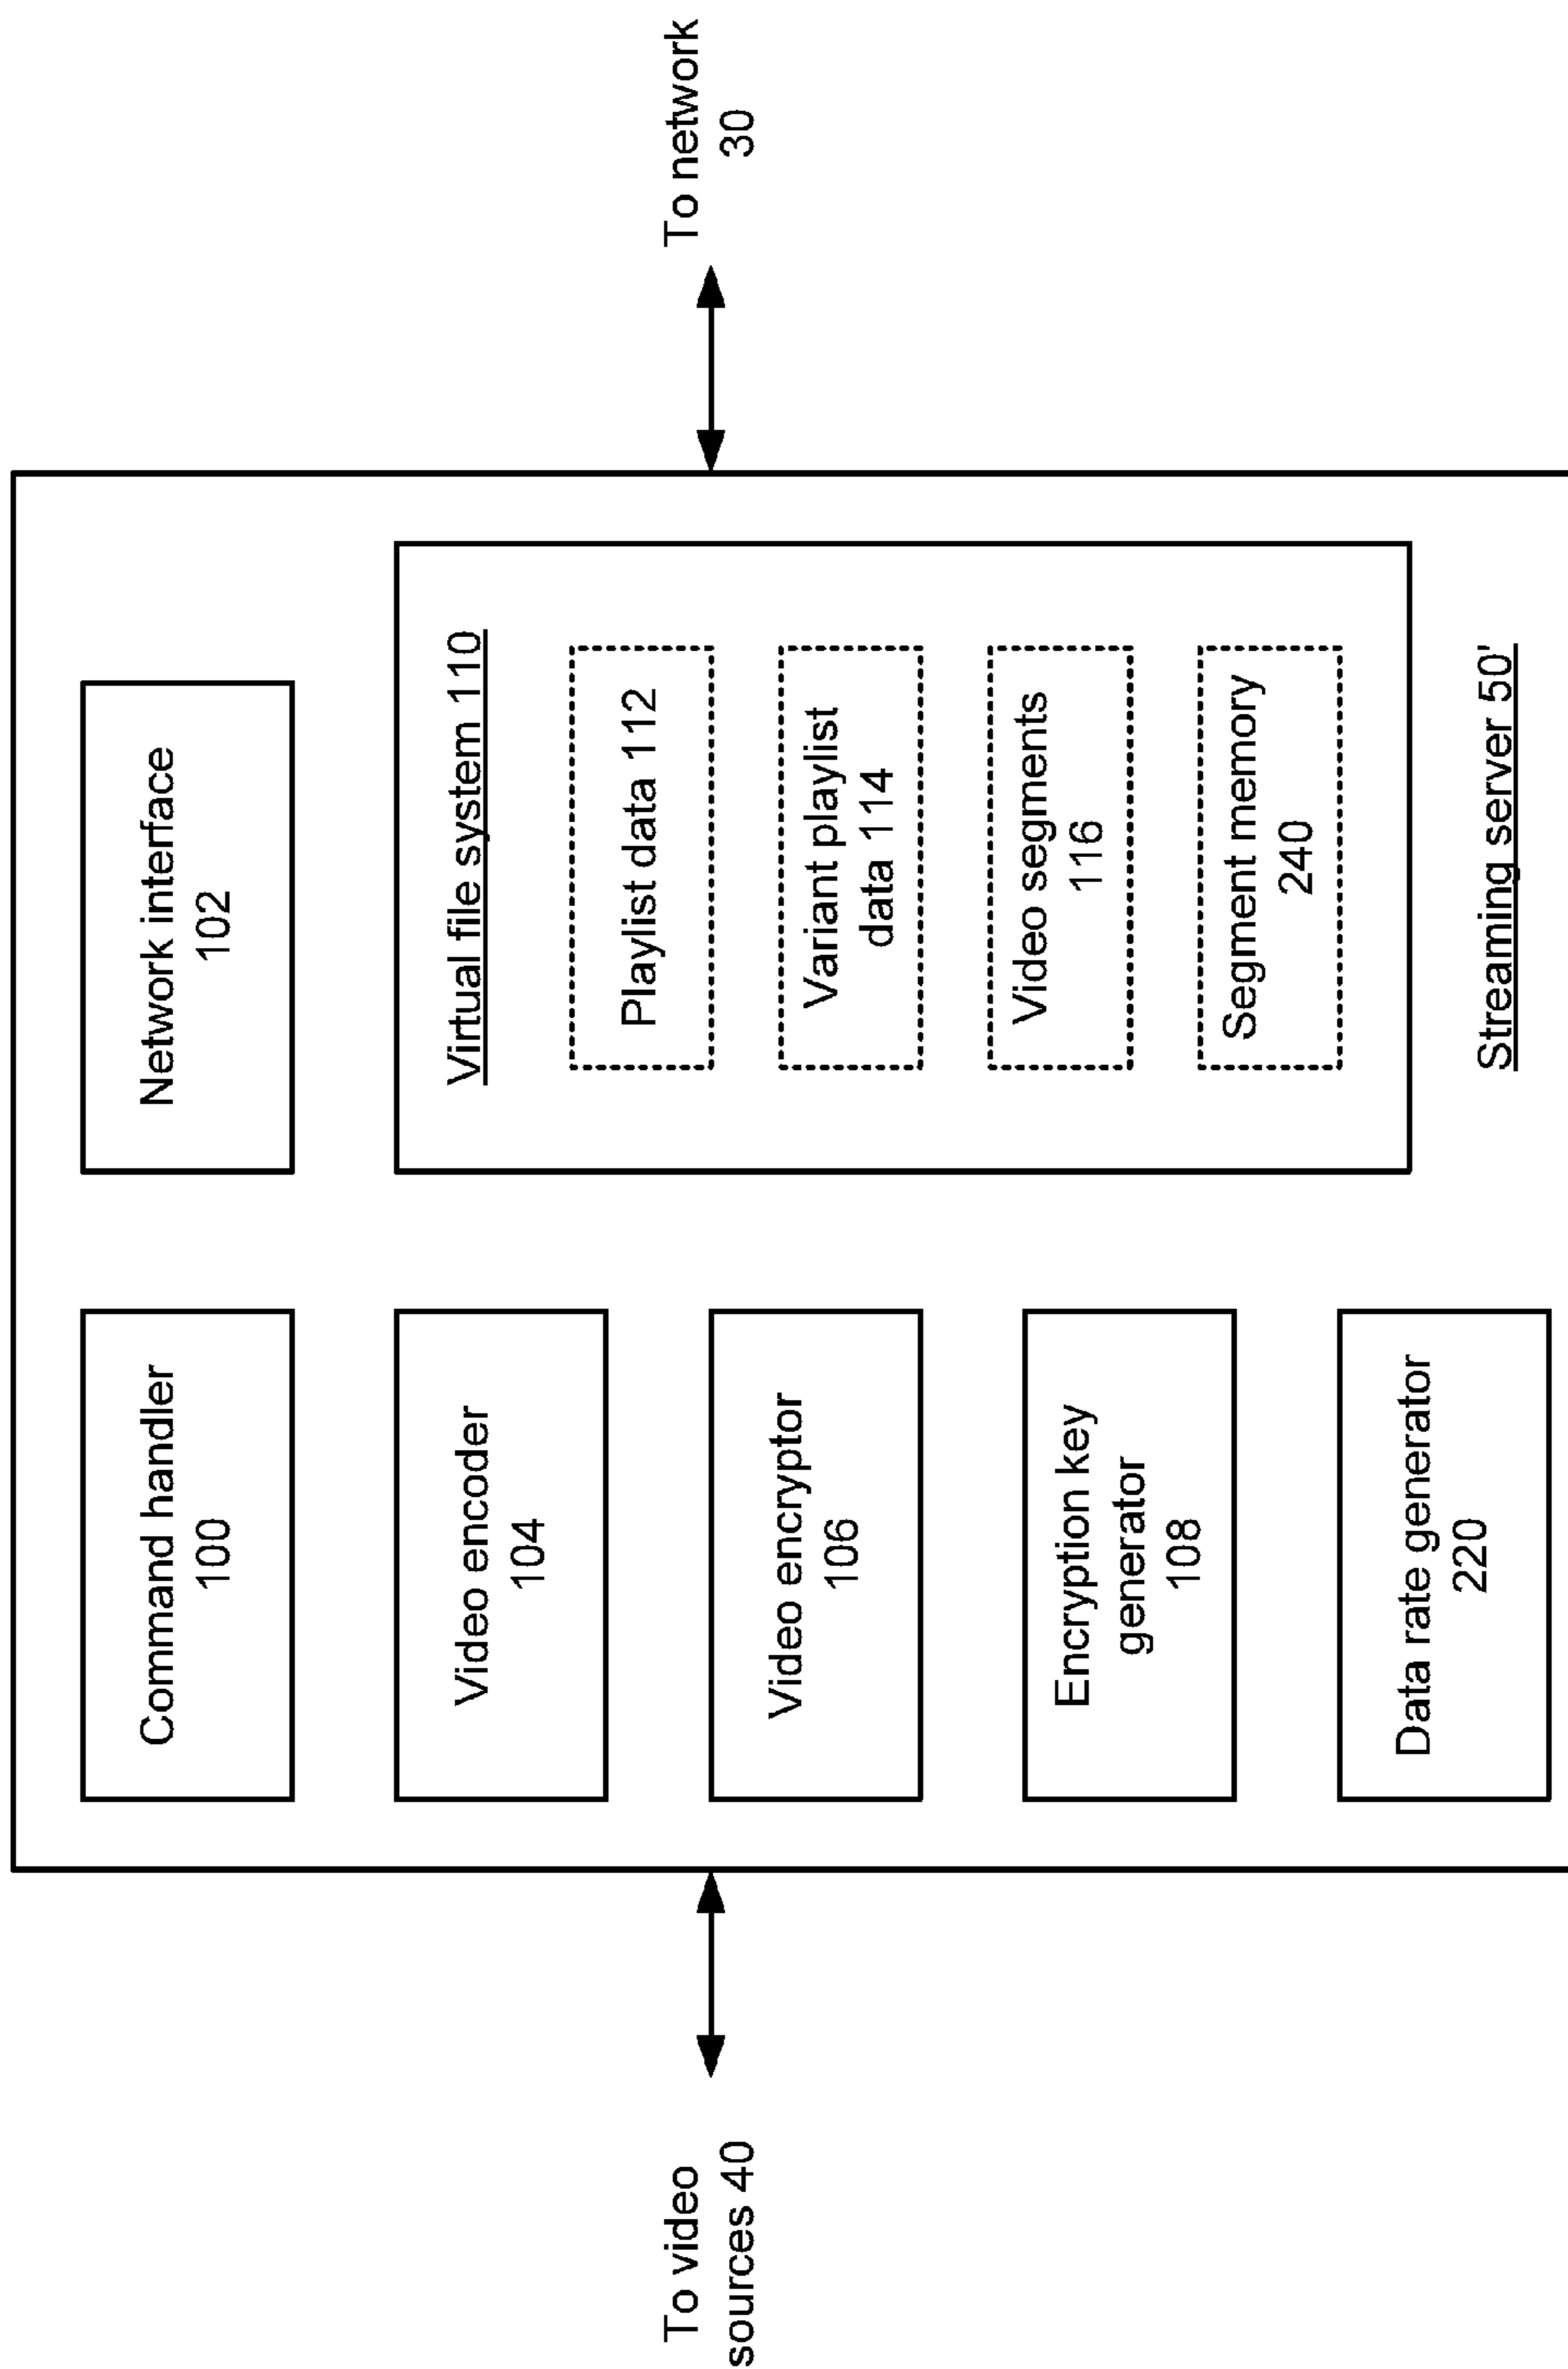 To video
sources 40
Command handler
100
Video encoder
104
Video encryptor
106
Encryption key
generator
108
Data rate generator
220
Network interface
102
Virtual file system 110
Playlist data 112
Variant playlist
data 114
Video segments
116
Segment memory
240
Streaming server 50'
To network
30